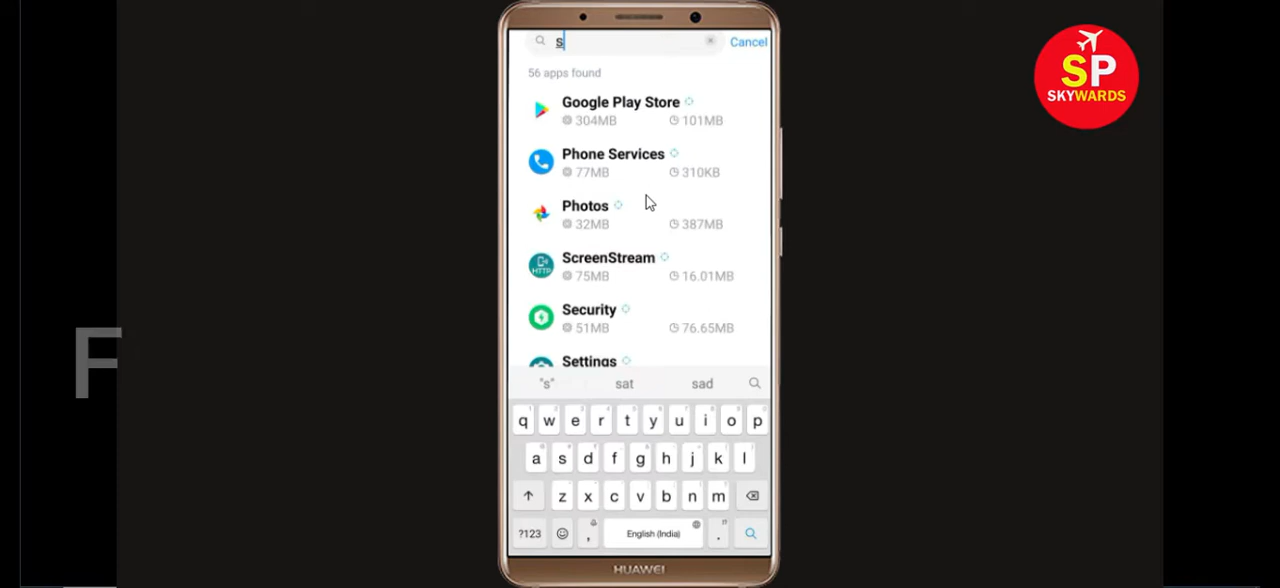 S
Cancel
56 apps found
Google Play Store
304MB 101MB
Phone Services
77MB 310KB
Photos
32MB 387MB
HTTP
ScreenStream
75MB 16.01MB
Security
51MB 76.65MB
Settings
"s" sat sad
q w e r t y u i o p
a s d f g h j k l
z x c v b n m
?123 , English (India) .
HUAWEI
SP
SKYWARDS
F